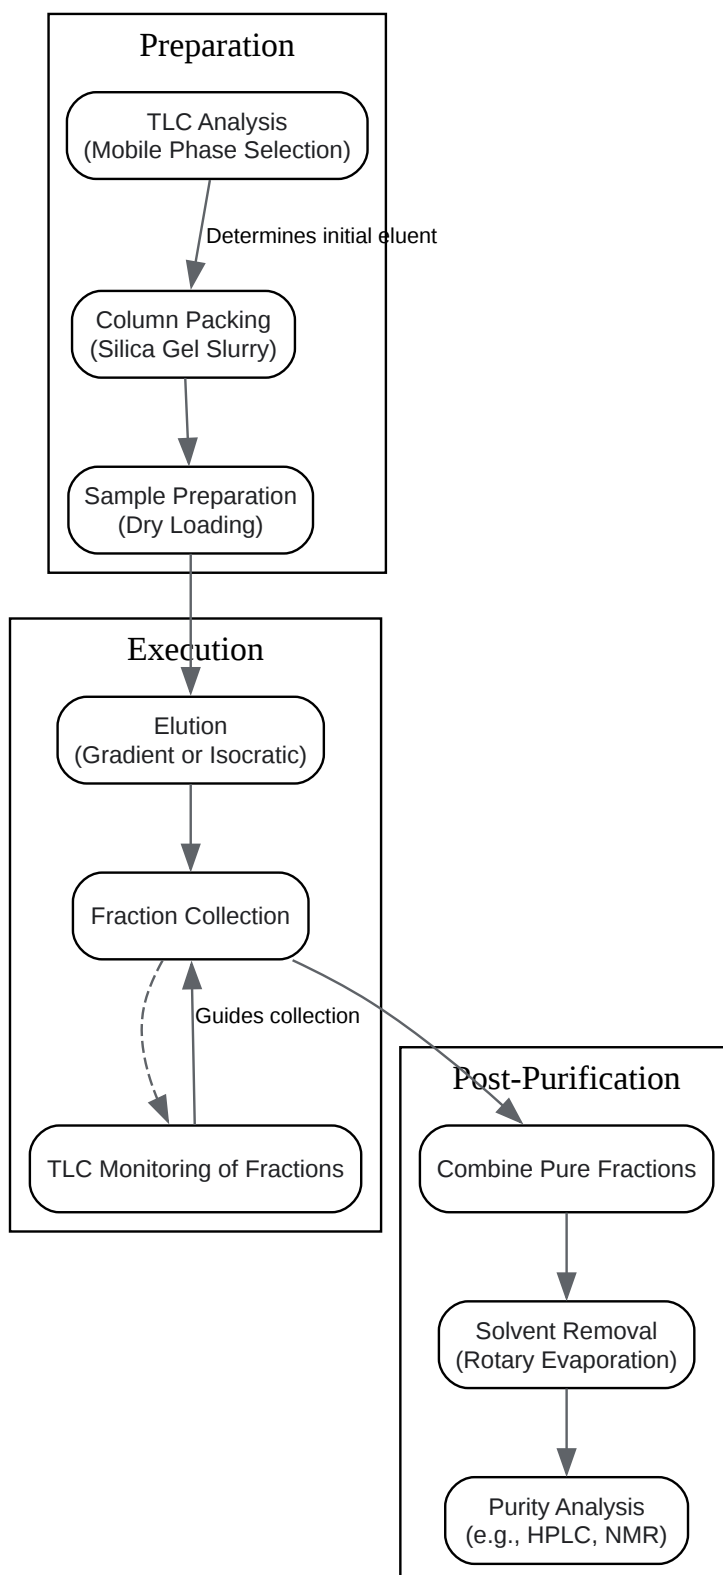 Preparation
TLC Analysis
(Mobile Phase Selection)
Determines initial eluent
Column Packing
(Silica Gel Slurry)
Sample Preparation
(Dry Loading)
Execution
Elution
(Gradient or Isocratic)
Fraction Collection
Guides collection
TLC Monitoring of Fractions
Post-Purification
Combine Pure Fractions
Solvent Removal
(Rotary Evaporation)
Purity Analysis
(e.g., HPLC, NMR)